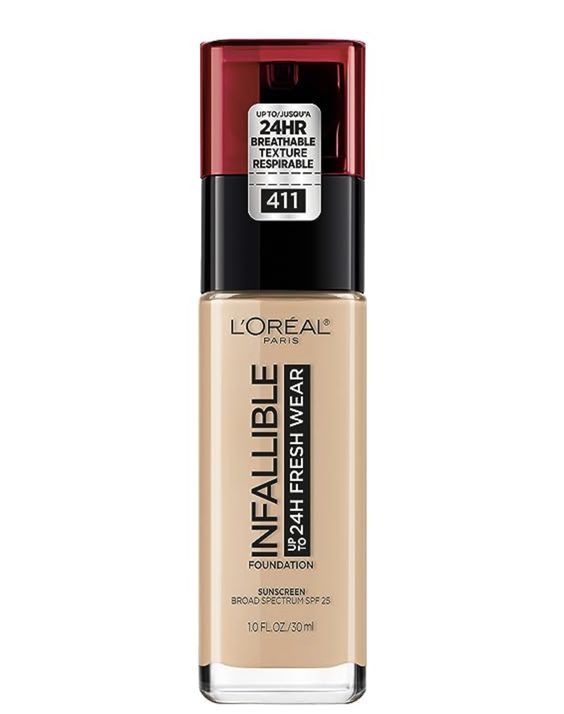 UP TO/JUSQU'A
24HR
BREATHABLE
TEXTURE
RESPIRABLE
411
L'ORÉAL®
PARIS
INFALLIBLE
UP TO 24H FRESH WEAR
FOUNDATION
SUNSCREEN
BROAD SPECTRUM SPF 25
1.0 FL.OZ./30 ml